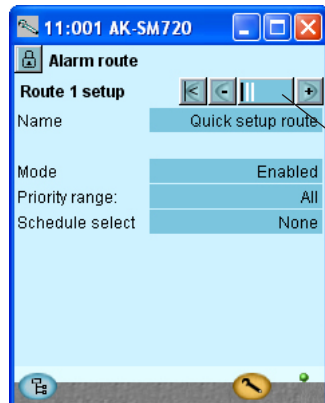 11:001 AK-SM720
Alarm route
Route 1 setup
Name Quick setup route
Mode Enabled
Priority range: All
Schedule select None